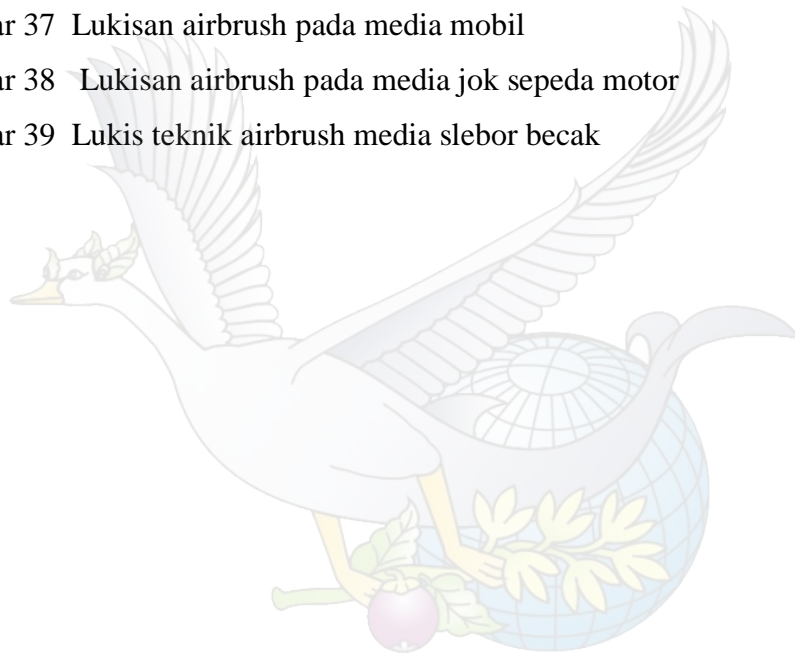 ar 37 Lukisan airbrush pada media mobil
ar 38 Lukisan airbrush pada media jok sepeda motor
ar 39 Lukis teknik airbrush media slebor becak